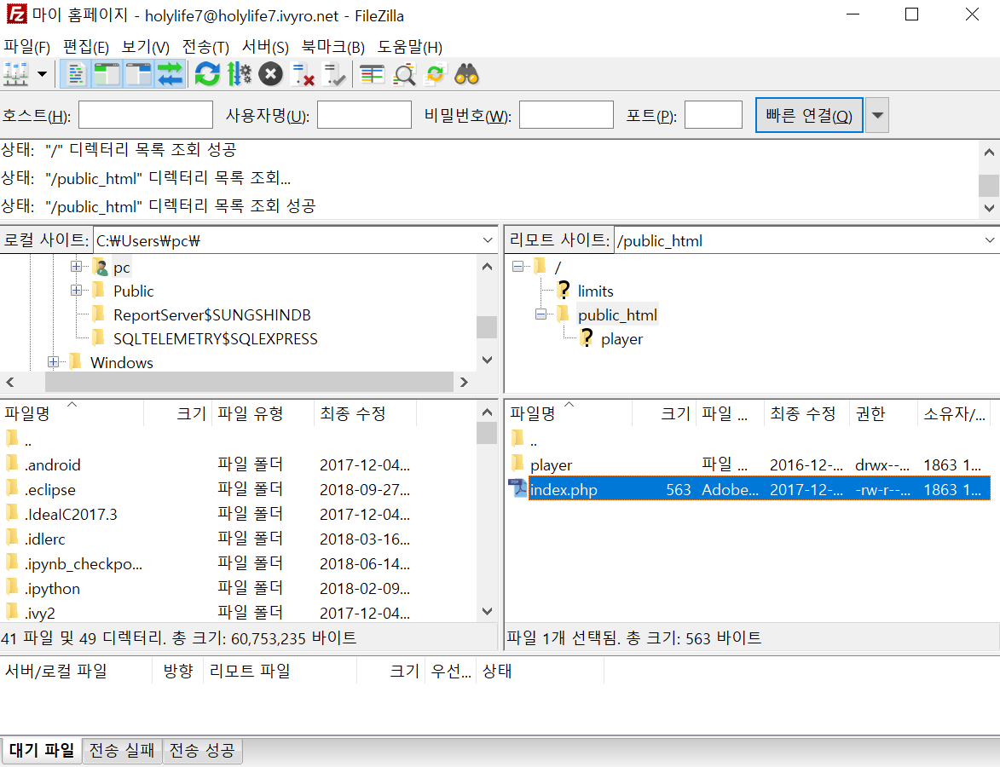 마이 홈페이지 - holylife7@holylife7.ivyro.net - FileZilla
파일(F) 편집(E) 보기(V) 전송(T) 서버(S) 북마크(B) 도움말(H)
호스트(H): 사용자명(U): 비밀번호(W): 포트(P): 빠른 연결(Q)
상태: "/" 디렉터리 목록 조회 성공
상태: "/public_html" 디렉터리 목록 조회...
상태: "/public_html" 디렉터리 목록 조회 성공
로컬 사이트: C:₩Users₩pc₩
pc
Public
ReportServer$SUNGSHINDB
SQLTELEMETRY$SQLEXPRESS
Windows
리모트 사이트: /public_html
/
limits
public_html
player
파일명 크기 파일 유형 최종 수정
..
.android 파일 폴더 2017-12-04...
.eclipse 파일 폴더 2018-09-27...
.IdeaIC2017.3 파일 폴더 2017-12-04...
.idlerc 파일 폴더 2018-03-16...
.ipynb_checkpo... 파일 폴더 2018-06-14...
.ipython 파일 폴더 2018-02-09...
.ivy2 파일 폴더 2017-12-04...
41 파일 및 49 디렉터리. 총 크기: 60,753,235 바이트
파일명 크기 파일 ... 최종 수정 권한 소유자/...
..
player 파일 ... 2016-12-... drwx--... 1863 1...
index.php 563 Adobe... 2017-12-... -rw-r--... 1863 1...
파일 1개 선택됨. 총 크기: 563 바이트
서버/로컬 파일 방향 리모트 파일 크기 우선... 상태
대기 파일 전송 실패 전송 성공